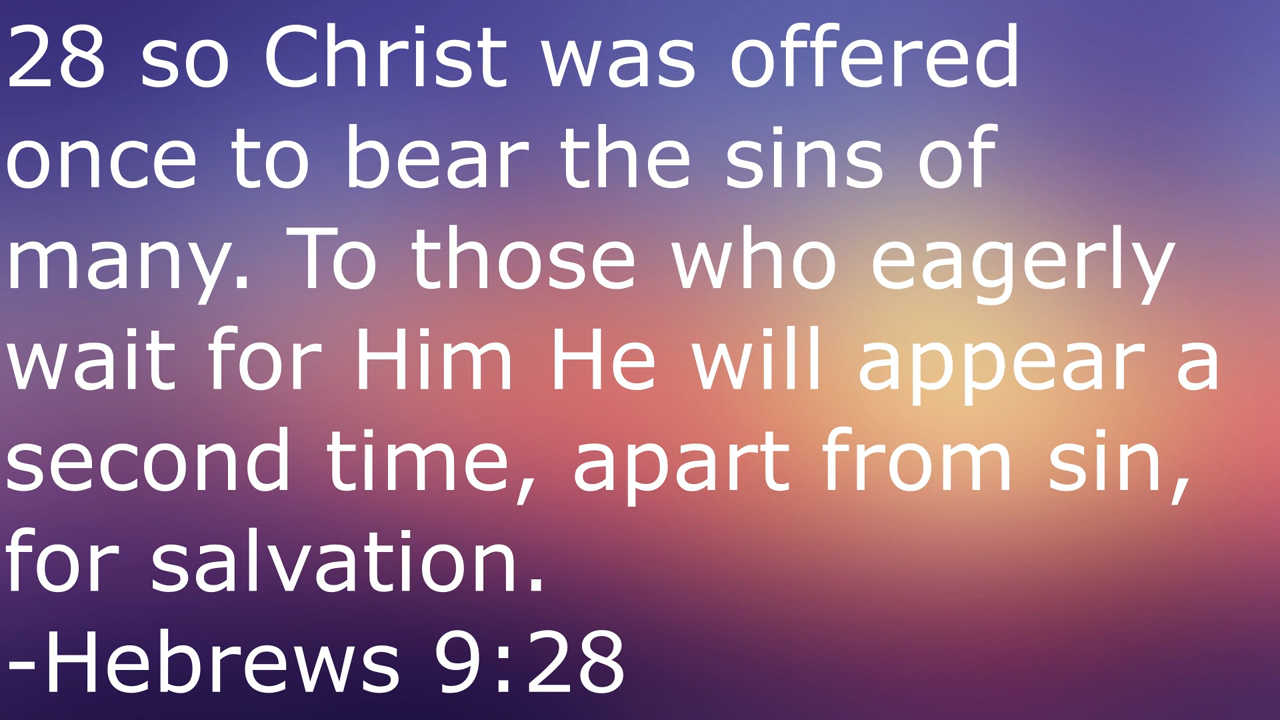 28 so Christ was offered
once to bear the sins of
many. To those who eagerly
wait for Him He will appear a
second time, apart from sin,
for salvation.
-Hebrews 9:28